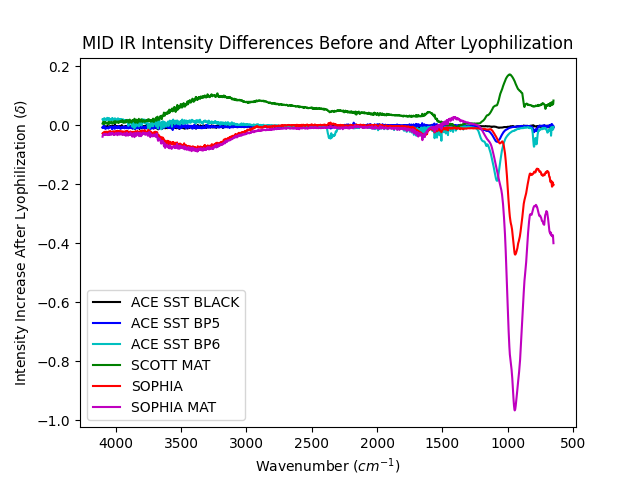 MID IR Intensity Differences Before and After Lyophilization
Intensity Increase After Lyophilization (δ)
0.2
0.0
−0.2
−0.4
−0.6
−0.8
−1.0
ACE SST BLACK
ACE SST BP5
ACE SST BP6
SCOTT MAT
SOPHIA
SOPHIA MAT
4000 3500 3000 2500 2000 1500 1000 500
Wavenumber (cm⁻¹)